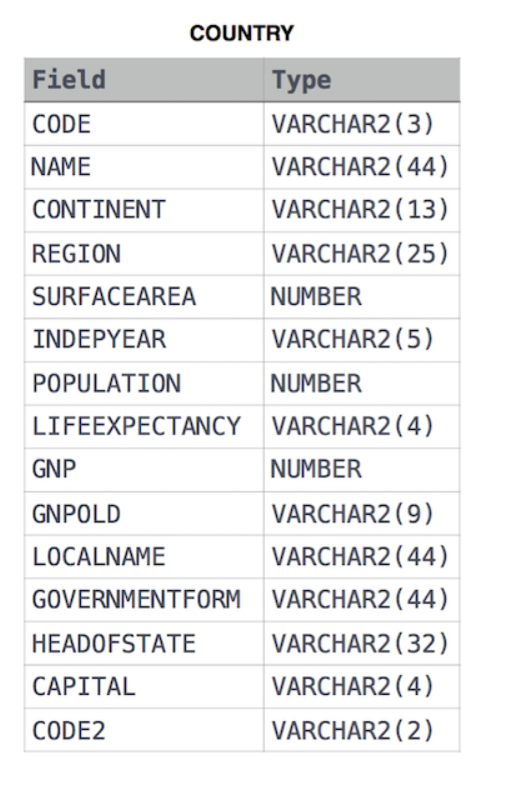 COUNTRY
Field Type
CODE VARCHAR2(3)
NAME VARCHAR2(44)
CONTINENT VARCHAR2(13)
REGION VARCHAR2(25)
SURFACEAREA NUMBER
INDEPYEAR VARCHAR2(5)
POPULATION NUMBER
LIFEEXPECTANCY VARCHAR2(4)
GNP NUMBER
GNPOLD VARCHAR2(9)
LOCALNAME VARCHAR2(44)
GOVERNMENTFORM VARCHAR2(44)
HEADOFSTATE VARCHAR2(32)
CAPITAL VARCHAR2(4)
CODE2 VARCHAR2(2)